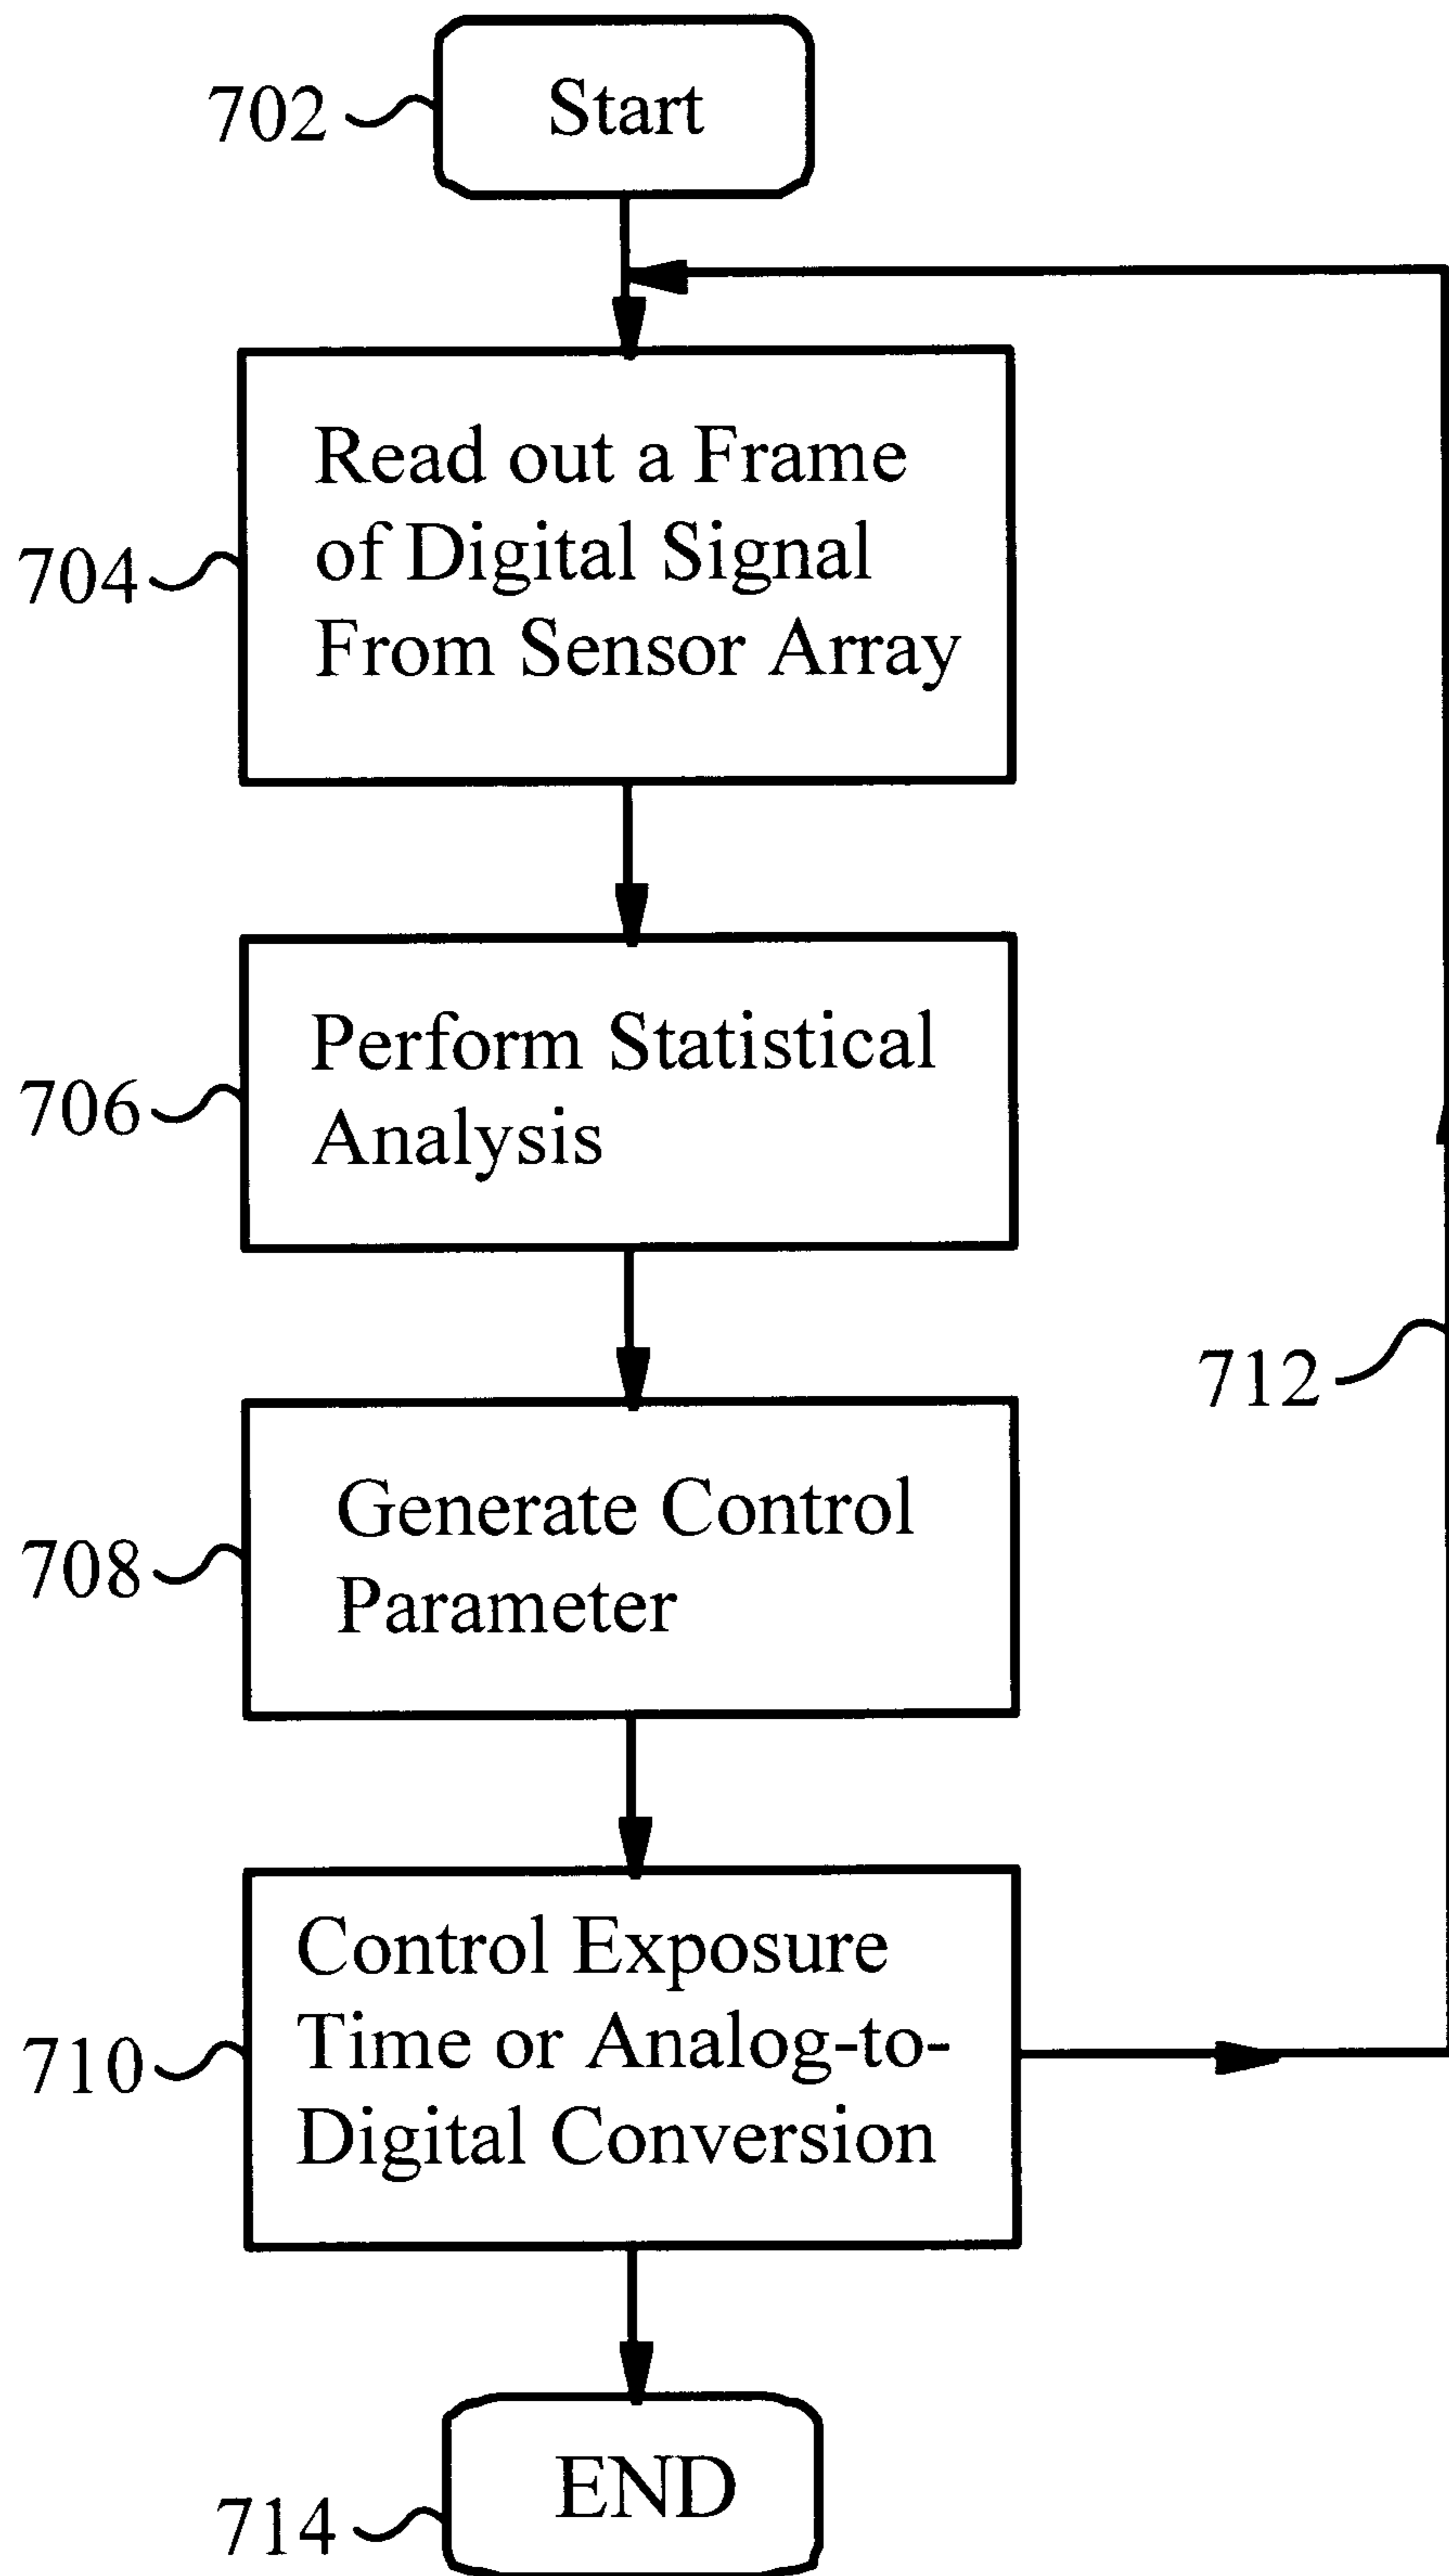 702
Start
Read out a Frame
of Digital Signal
From Sensor Array
704
Perform Statistical
Analysis
706
712
Generate Control
Parameter
708
Control Exposure
Time or Analog-to-
Digital Conversion
710
END
714